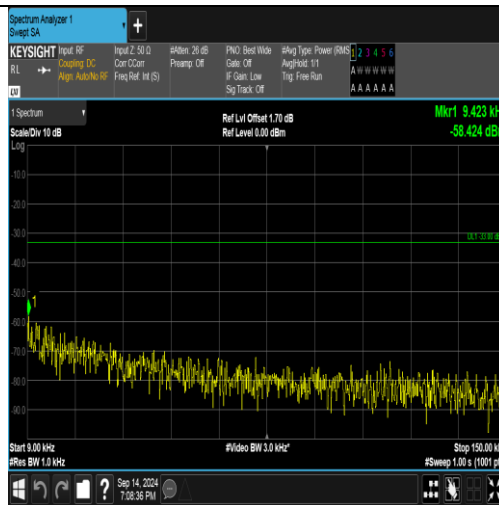 Spectrum Analyzer 1
Swept SA
+
KEYSIGHT
RL
Input: RF
Coupling: DC
Align: Auto/No RF
Input Z: 50 Ω
Corr CCorr
Freq Ref: Int (S)
#Atten: 26 dB
Preamp: Off
PNO: Best Wide
Gate: Off
IF Gain: Low
Sig Track: Off
#Avg Type: Power (RMS
Avg|Hold: 1/1
Trig: Free Run
1 2 3 4 5 6
A W W W W W
A A A A A A
1 Spectrum
Scale/Div 10 dB
Log
Ref Lvl Offset 1.70 dB
Ref Level 0.00 dBm
Mkr1 9.423 kH
-58.424 dB
-10.0
-20.0
-30.0
DL1 -33.00 dB
-40.0
-50.0
1
-60.0
-70.0
-80.0
-90.0
Start 9.00 kHz
#Res BW 1.0 kHz
#Video BW 3.0 kHz*
Stop 150.00 k
#Sweep 1.00 s (1001 pt
?
Sep 14, 2024
7:08:36 PM